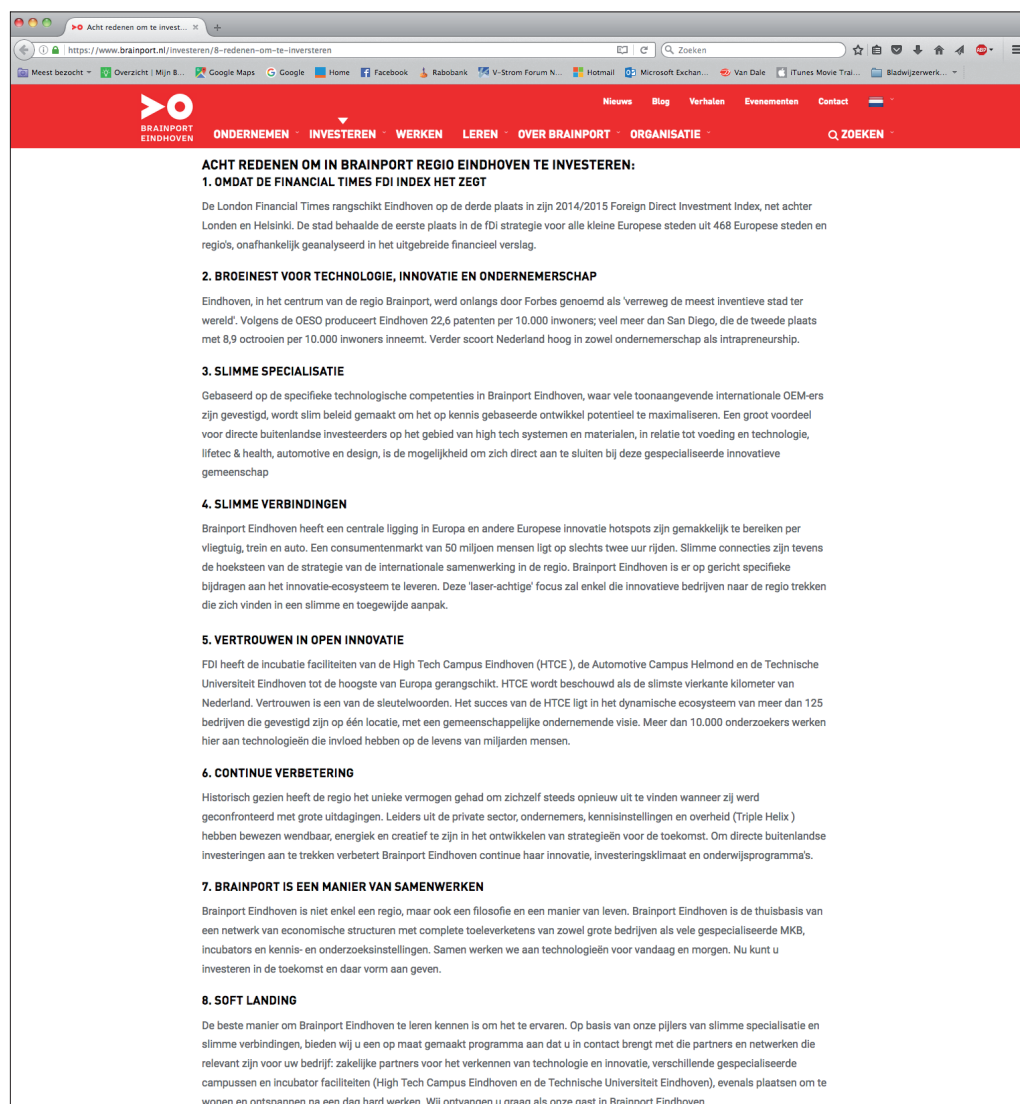 Acht redenen om te invest... × +
https://www.brainport.nl/investeren/8-redenen-om-te-inversteren
Zoeken
ABP
Meest bezocht Overzicht | Mijn B... Google Maps Google Home Facebook Rabobank V-Strom Forum N... Hotmail Microsoft Exchan... Van Dale iTunes Movie Trai... Bladwijzerwerk...
Nieuws Blog Verhalen Evenementen Contact
BRAINPORT
EINDHOVEN
ONDERNEMEN INVESTEREN WERKEN LEREN OVER BRAINPORT ORGANISATIE ZOEKEN
ACHT REDENEN OM IN BRAINPORT REGIO EINDHOVEN TE INVESTEREN:
1. OMDAT DE FINANCIAL TIMES FDI INDEX HET ZEGT
De London Financial Times rangschikt Eindhoven op de derde plaats in zijn 2014/2015 Foreign Direct Investment Index, net achter
Londen en Helsinki. De stad behaalde de eerste plaats in de fDi strategie voor alle kleine Europese steden uit 468 Europese steden en
regio's, onafhankelijk geanalyseerd in het uitgebreide financieel verslag.
2. BROEINEST VOOR TECHNOLOGIE, INNOVATIE EN ONDERNEMERSCHAP
Eindhoven, in het centrum van de regio Brainport, werd onlangs door Forbes genoemd als 'verreweg de meest inventieve stad ter
wereld'. Volgens de OESO produceert Eindhoven 22,6 patenten per 10.000 inwoners; veel meer dan San Diego, die de tweede plaats
met 8,9 octrooien per 10.000 inwoners inneemt. Verder scoort Nederland hoog in zowel ondernemerschap als intrapreneurship.
3. SLIMME SPECIALISATIE
Gebaseerd op de specifieke technologische competenties in Brainport Eindhoven, waar vele toonaangevende internationale OEM-ers
zijn gevestigd, wordt slim beleid gemaakt om het op kennis gebaseerde ontwikkel potentieel te maximaliseren. Een groot voordeel
voor directe buitenlandse investeerders op het gebied van high tech systemen en materialen, in relatie tot voeding en technologie,
lifetec & health, automotive en design, is de mogelijkheid om zich direct aan te sluiten bij deze gespecialiseerde innovatieve
gemeenschap
4. SLIMME VERBINDINGEN
Brainport Eindhoven heeft een centrale ligging in Europa en andere Europese innovatie hotspots zijn gemakkelijk te bereiken per
vliegtuig, trein en auto. Een consumentenmarkt van 50 miljoen mensen ligt op slechts twee uur rijden. Slimme connecties zijn tevens
de hoeksteen van de strategie van de internationale samenwerking in de regio. Brainport Eindhoven is er op gericht specifieke
bijdragen aan het innovatie-ecosysteem te leveren. Deze 'laser-achtige' focus zal enkel die innovatieve bedrijven naar de regio trekken
die zich vinden in een slimme en toegewijde aanpak.
5. VERTROUWEN IN OPEN INNOVATIE
FDI heeft de incubatie faciliteiten van de High Tech Campus Eindhoven (HTCE ), de Automotive Campus Helmond en de Technische
Universiteit Eindhoven tot de hoogste van Europa gerangschikt. HTCE wordt beschouwd als de slimste vierkante kilometer van
Nederland. Vertrouwen is een van de sleutelwoorden. Het succes van de HTCE ligt in het dynamische ecosysteem van meer dan 125
bedrijven die gevestigd zijn op één locatie, met een gemeenschappelijke ondernemende visie. Meer dan 10.000 onderzoekers werken
hier aan technologieën die invloed hebben op de levens van miljarden mensen.
6. CONTINUE VERBETERING
Historisch gezien heeft de regio het unieke vermogen gehad om zichzelf steeds opnieuw uit te vinden wanneer zij werd
geconfronteerd met grote uitdagingen. Leiders uit de private sector, ondernemers, kennisinstellingen en overheid (Triple Helix )
hebben bewezen wendbaar, energiek en creatief te zijn in het ontwikkelen van strategieën voor de toekomst. Om directe buitenlandse
investeringen aan te trekken verbetert Brainport Eindhoven continue haar innovatie, investeringsklimaat en onderwijsprogramma's.
7. BRAINPORT IS EEN MANIER VAN SAMENWERKEN
Brainport Eindhoven is niet enkel een regio, maar ook een filosofie en een manier van leven. Brainport Eindhoven is de thuisbasis van
een netwerk van economische structuren met complete toeleverketens van zowel grote bedrijven als vele gespecialiseerde MKB,
incubators en kennis- en onderzoeksinstellingen. Samen werken we aan technologieën voor vandaag en morgen. Nu kunt u
investeren in de toekomst en daar vorm aan geven.
8. SOFT LANDING
De beste manier om Brainport Eindhoven te leren kennen is om het te ervaren. Op basis van onze pijlers van slimme specialisatie en
slimme verbindingen, bieden wij u een op maat gemaakt programma aan dat u in contact brengt met die partners en netwerken die
relevant zijn voor uw bedrijf: zakelijke partners voor het verkennen van technologie en innovatie, verschillende gespecialiseerde
campussen en incubator faciliteiten (High Tech Campus Eindhoven en de Technische Universiteit Eindhoven), evenals plaatsen om te
wonen en ontspannen na een dag hard werken. Wij ontvangen u graag als onze gast in Brainport Eindhoven.